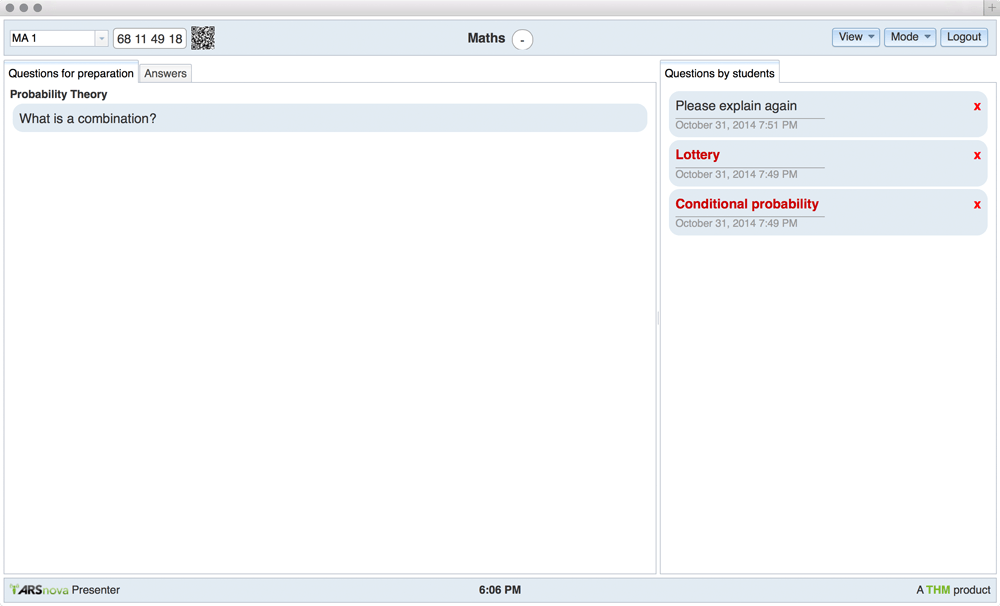 MA 1
68 11 49 18
Maths
-
View
Mode
Logout
Questions for preparation
Answers
Probability Theory
What is a combination?
Questions by students
Please explain again
x
October 31, 2014 7:51 PM
Lottery
x
October 31, 2014 7:49 PM
Conditional probability
x
October 31, 2014 7:49 PM
ARSnova Presenter
6:06 PM
A THM product